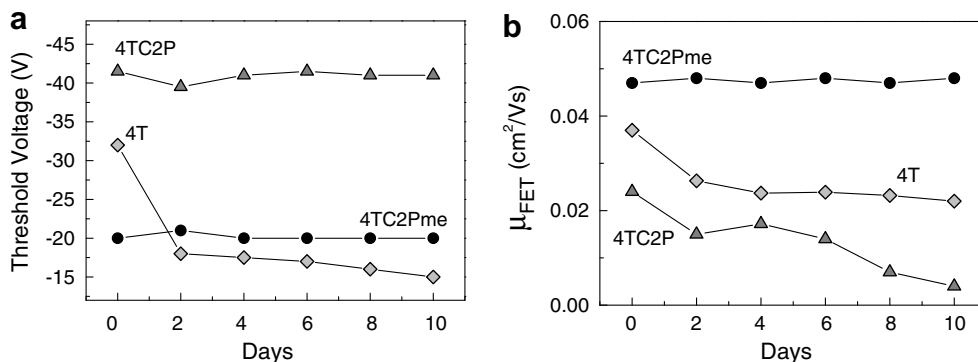 a
4TC2P
4T
4TC2Pme
Threshold Voltage (V)
-45
-40
-35
-30
-25
-20
-15
0 2 4 6 8 10
Days
b
4TC2Pme
4T
4TC2P
μFET (cm²/Vs)
0.06
0.04
0.02
0.00
0 2 4 6 8 10
Days